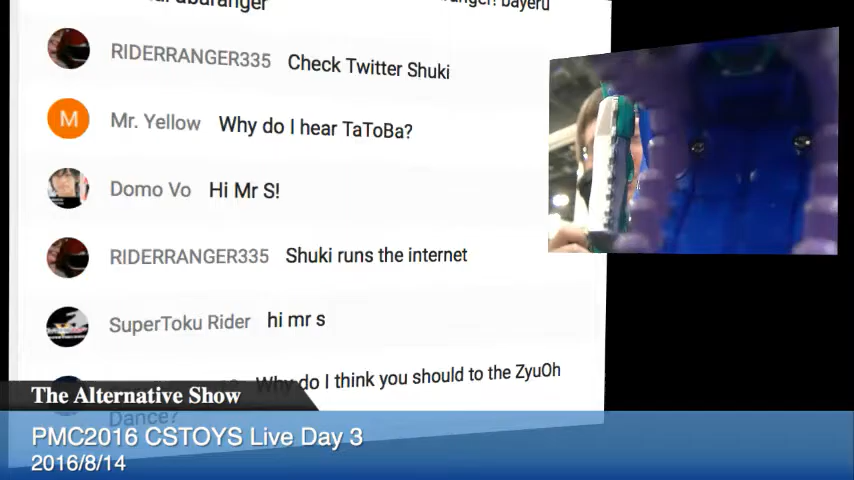 RIDERRANGER335 Check Twitter Shuki
M Mr. Yellow Why do I hear TaToBa?
Domo Vo Hi Mr S!
RIDERRANGER335 Shuki runs the internet
SuperToku Rider hi mr s
Why do I think you should to the ZyuOh
Dance?
The Alternative Show
PMC2016 CSTOYS Live Day 3
2016/8/14